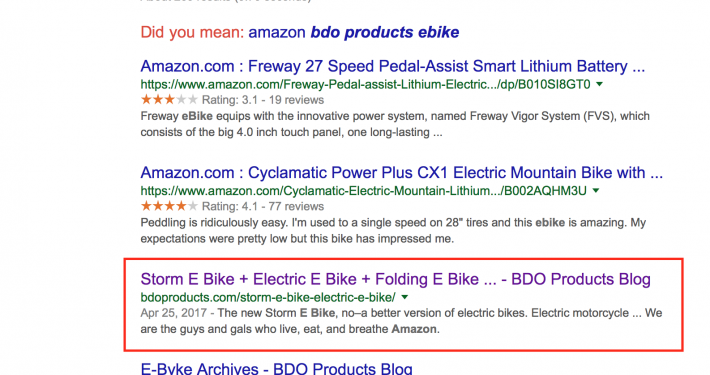 Did you mean: amazon bdo products ebike
Amazon.com : Freway 27 Speed Pedal-Assist Smart Lithium Battery ...
https://www.amazon.com/Freway-Pedal-assist-Lithium-Electric.../dp/B010SI8GT0
Rating: 3.1 - 19 reviews
Freway eBike equips with the innovative power system, named Freway Vigor System (FVS), which
consists of the big 4.0 inch touch panel, one long-lasting ...
Amazon.com : Cyclamatic Power Plus CX1 Electric Mountain Bike with ...
https://www.amazon.com/Cyclamatic-Electric-Mountain-Lithium.../B002AQHM3U
Rating: 4.1 - 77 reviews
Peddling is ridiculously easy. I'm used to a single speed on 28" tires and this ebike is amazing. My
expectations were pretty low but this bike has impressed me.
Storm E Bike + Electric E Bike + Folding E Bike ... - BDO Products Blog
bdoproducts.com/storm-e-bike-electric-e-bike/
Apr 25, 2017 - The new Storm E Bike, no–a better version of electric bikes. Electric motorcycle ... We
are the guys and gals who live, eat, and breathe Amazon.
E-Byke Archives - BDO Products Blog